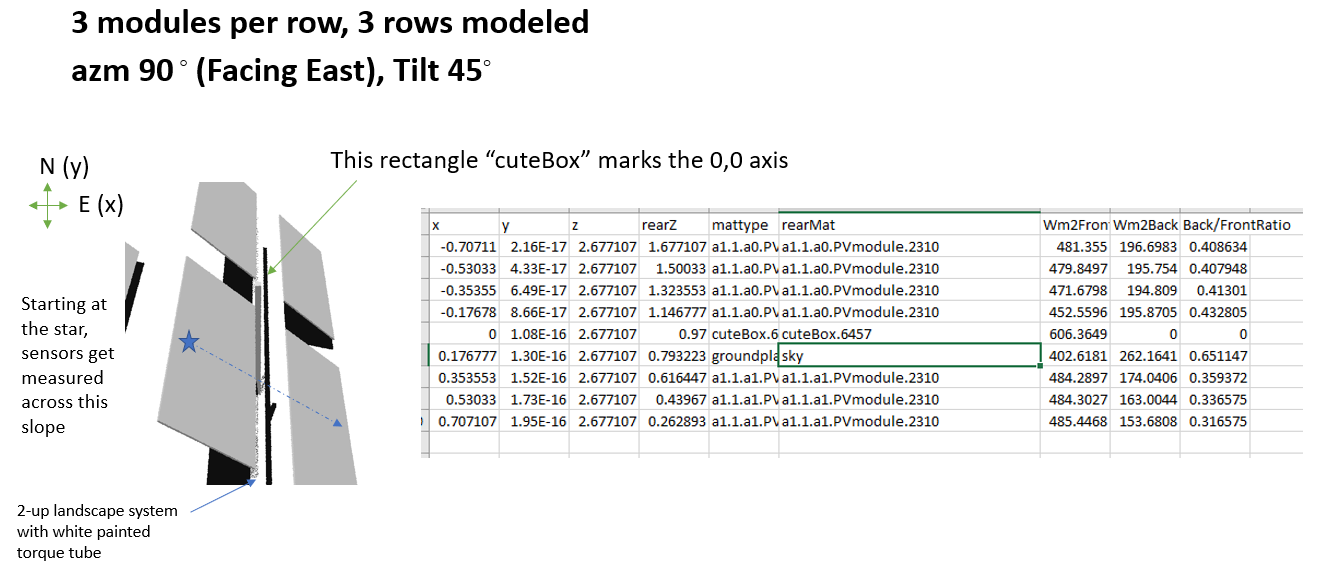 3 modules per row, 3 rows modeled
azm 90° (Facing East), Tilt 45°
This rectangle “cuteBox” marks the 0,0 axis
N (y)
E (x)
Starting at
the star,
sensors get
measured
across this
slope
2-up landscape system
with white painted
torque tube
x y z rearZ mattype rearMat Wm2Fron Wm2Back Back/FrontRatio
-0.70711 2.16E-17 2.677107 1.677107 a1.1.a0.PV a1.1.a0.PVmodule.2310 481.355 196.6983 0.408634
-0.53033 4.33E-17 2.677107 1.50033 a1.1.a0.PV a1.1.a0.PVmodule.2310 479.8497 195.754 0.407948
-0.35355 6.49E-17 2.677107 1.323553 a1.1.a0.PV a1.1.a0.PVmodule.2310 471.6798 194.809 0.41301
-0.17678 8.66E-17 2.677107 1.146777 a1.1.a0.PV a1.1.a0.PVmodule.2310 452.5596 195.8705 0.432805
0 1.08E-16 2.677107 0.97 cuteBox.6 cuteBox.6457 606.3649 0 0
0.176777 1.30E-16 2.677107 0.793223 groundpla sky 402.6181 262.1641 0.651147
0.353553 1.52E-16 2.677107 0.616447 a1.1.a1.PV a1.1.a1.PVmodule.2310 484.2897 174.0406 0.359372
0.53033 1.73E-16 2.677107 0.43967 a1.1.a1.PV a1.1.a1.PVmodule.2310 484.3027 163.0044 0.336575
0.707107 1.95E-16 2.677107 0.262893 a1.1.a1.PV a1.1.a1.PVmodule.2310 485.4468 153.6808 0.316575